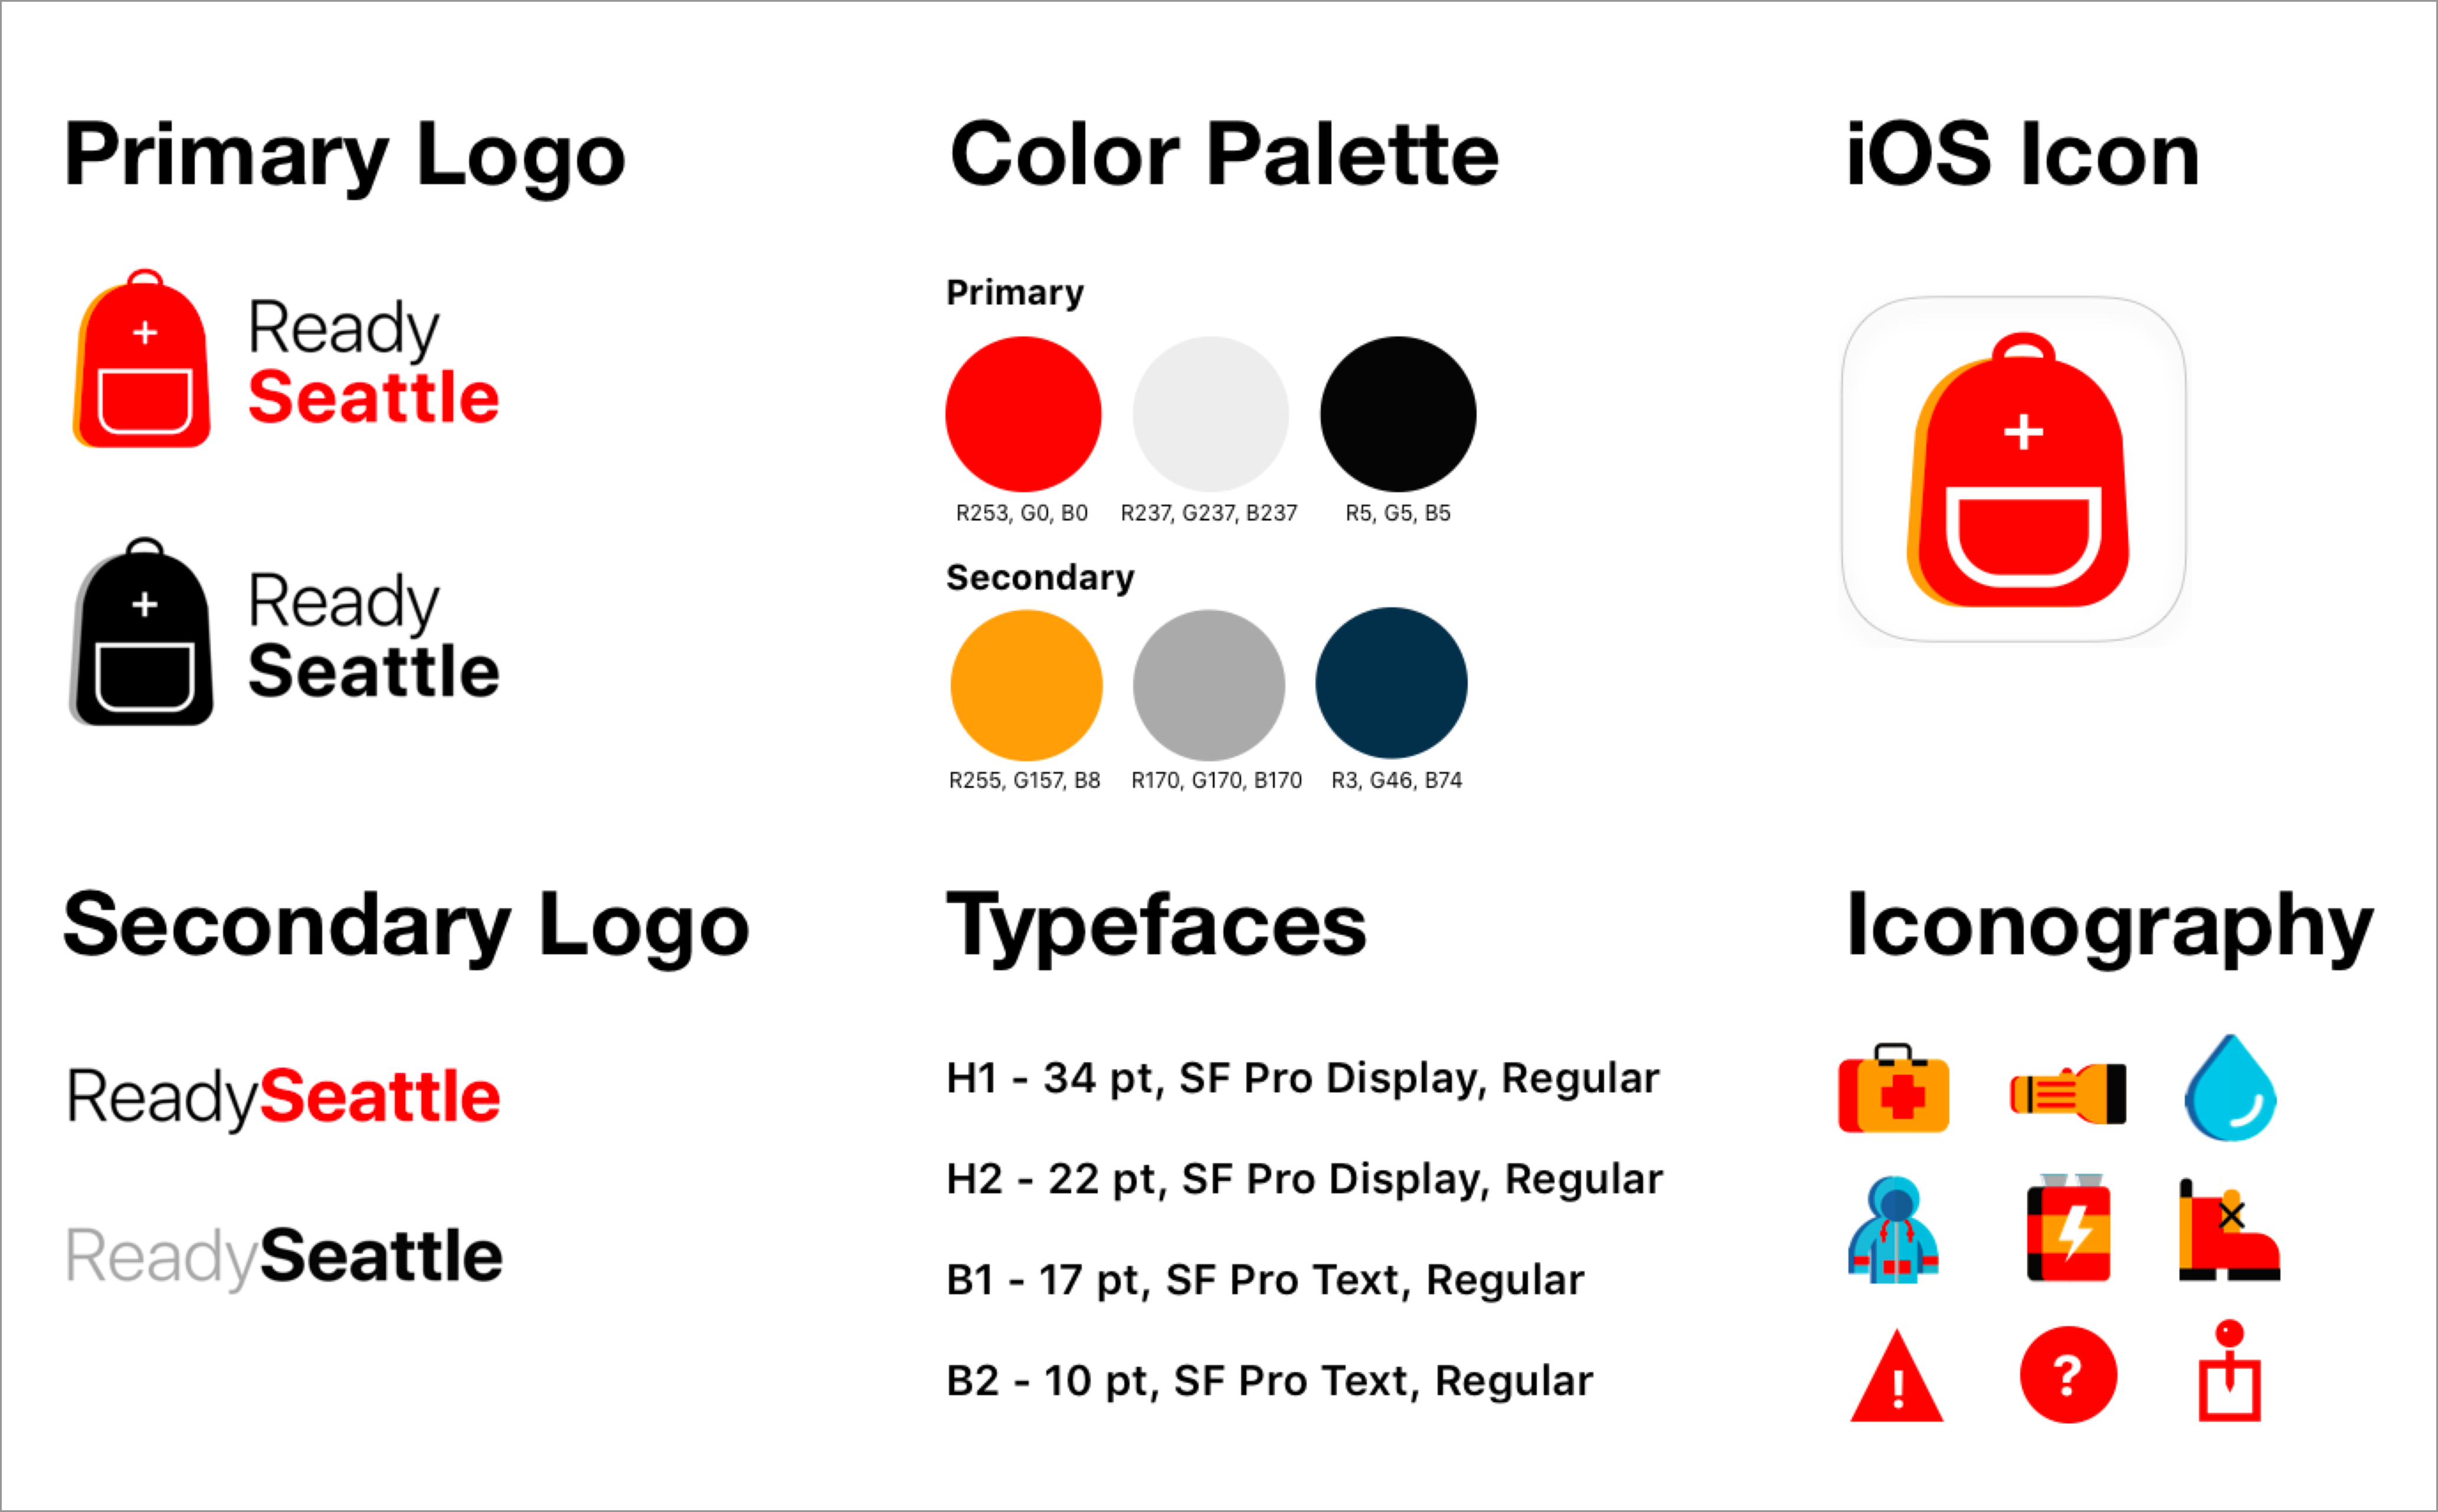 Primary Logo
Ready
Seattle
Ready
Seattle
Color Palette
Primary
R253, G0, B0
R237, G237, B237
R5, G5, B5
Secondary
R255, G157, B8
R170, G170, B170
R3, G46, B74
iOS Icon
Secondary Logo
ReadySeattle
ReadySeattle
Typefaces
H1 - 34 pt, SF Pro Display, Regular
H2 - 22 pt, SF Pro Display, Regular
B1 - 17 pt, SF Pro Text, Regular
B2 - 10 pt, SF Pro Text, Regular
Iconography
!
?